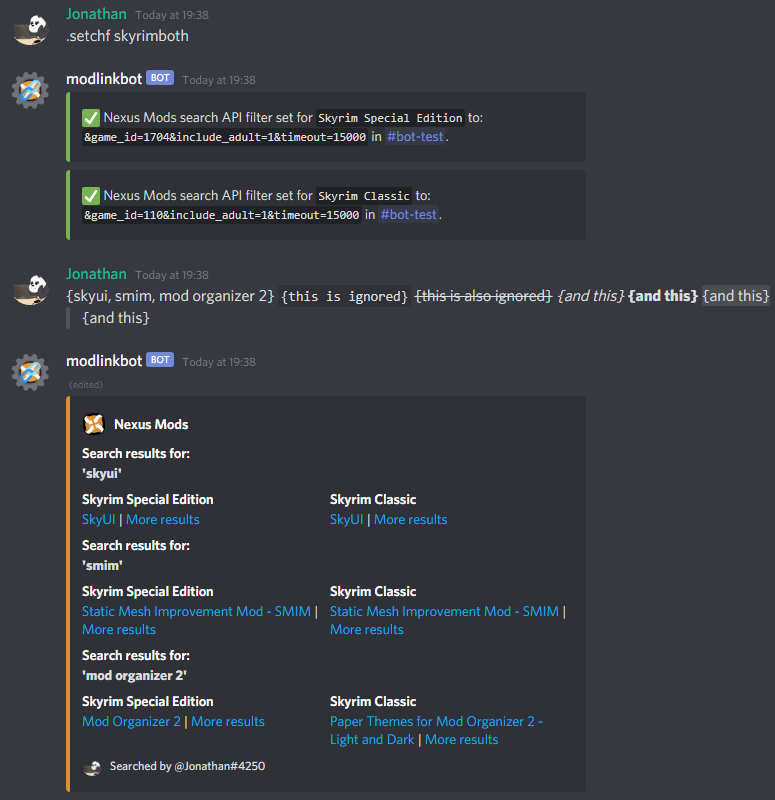 Jonathan Today at 19:38
.setchf skyrimboth
modlinkbot BOT Today at 19:38
Nexus Mods search API filter set for Skyrim Special Edition to:
&game_id=1704&include_adult=1&timeout=15000 in #bot-test.
Nexus Mods search API filter set for Skyrim Classic to:
&game_id=110&include_adult=1&timeout=15000 in #bot-test.
Jonathan Today at 19:38
{skyui, smim, mod organizer 2} {this is ignored} {this is also ignored} {and this} {and this} {and this}
{and this}
modlinkbot BOT Today at 19:38
(edited)
Nexus Mods
Search results for:
'skyui'
Skyrim Special Edition Skyrim Classic
SkyUI | More results SkyUI | More results
Search results for:
'smim'
Skyrim Special Edition Skyrim Classic
Static Mesh Improvement Mod - SMIM | Static Mesh Improvement Mod - SMIM |
More results More results
Search results for:
'mod organizer 2'
Skyrim Special Edition Skyrim Classic
Mod Organizer 2 | More results Paper Themes for Mod Organizer 2 -
Light and Dark | More results
Searched by @Jonathan#4250